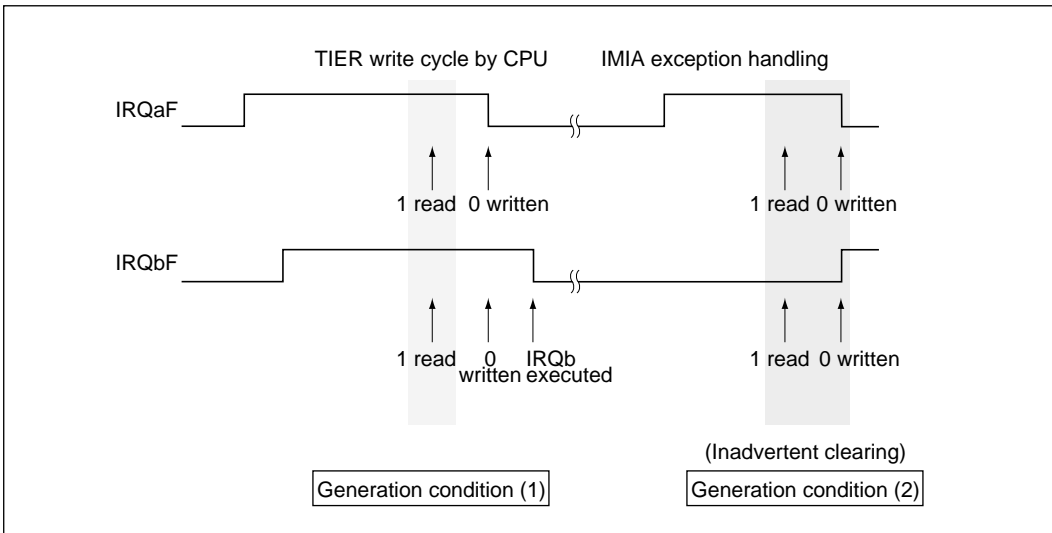 TIER write cycle by CPU IMIA exception handling
IRQaF
1 read 0 written 1 read 0 written
IRQbF
1 read 0 IRQb 1 read 0 written
written executed
(Inadvertent clearing)
Generation condition (1) Generation condition (2)